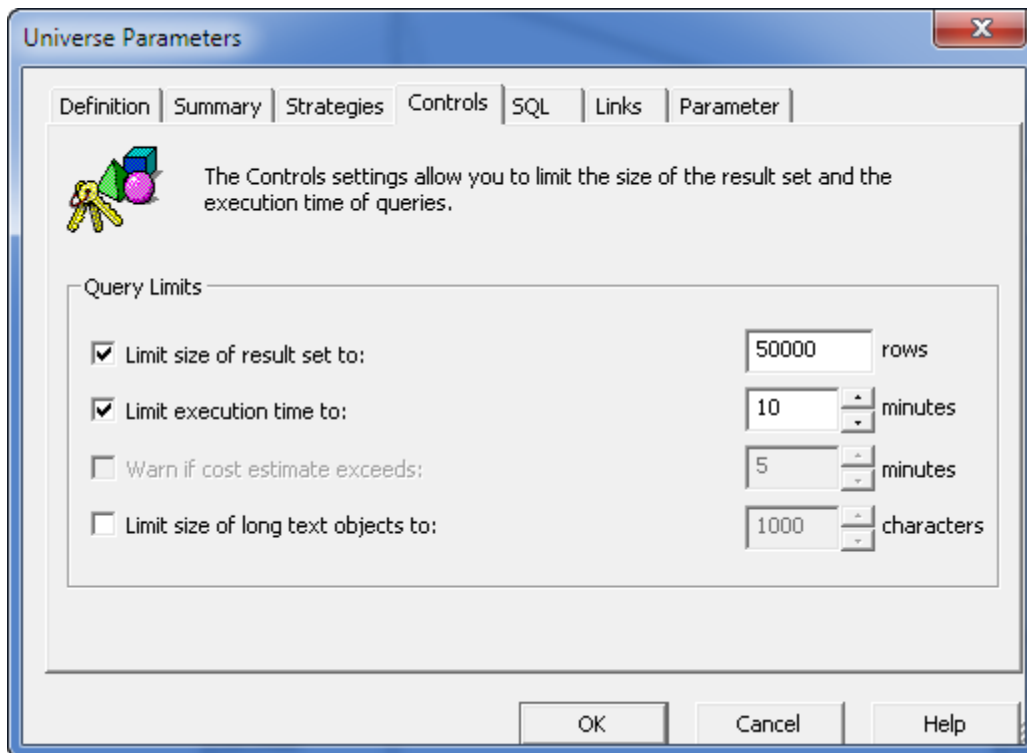 Universe Parameters
Definition Summary Strategies Controls SQL Links Parameter
The Controls settings allow you to limit the size of the result set and the
execution time of queries.
Query Limits
Limit size of result set to: 50000 rows
Limit execution time to: 10 minutes
Warn if cost estimate exceeds: 5 minutes
Limit size of long text objects to: 1000 characters
OK Cancel Help